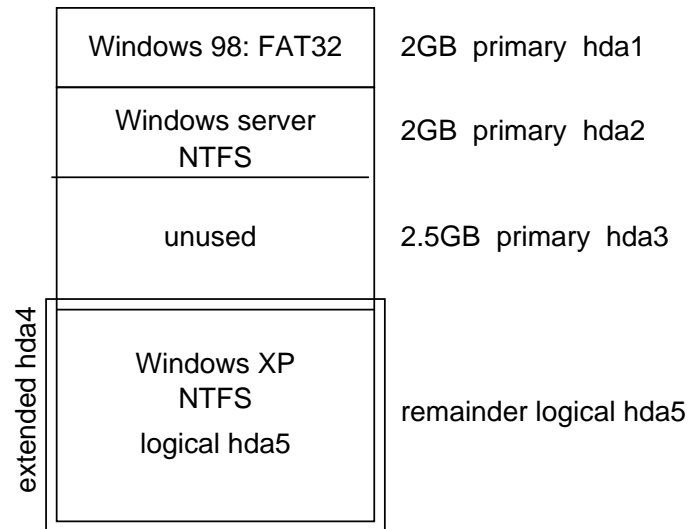 Windows 98: FAT32
2GB primary hda1
Windows server
NTFS
2GB primary hda2
unused
2.5GB primary hda3
extended hda4
Windows XP
NTFS
logical hda5
remainder logical hda5